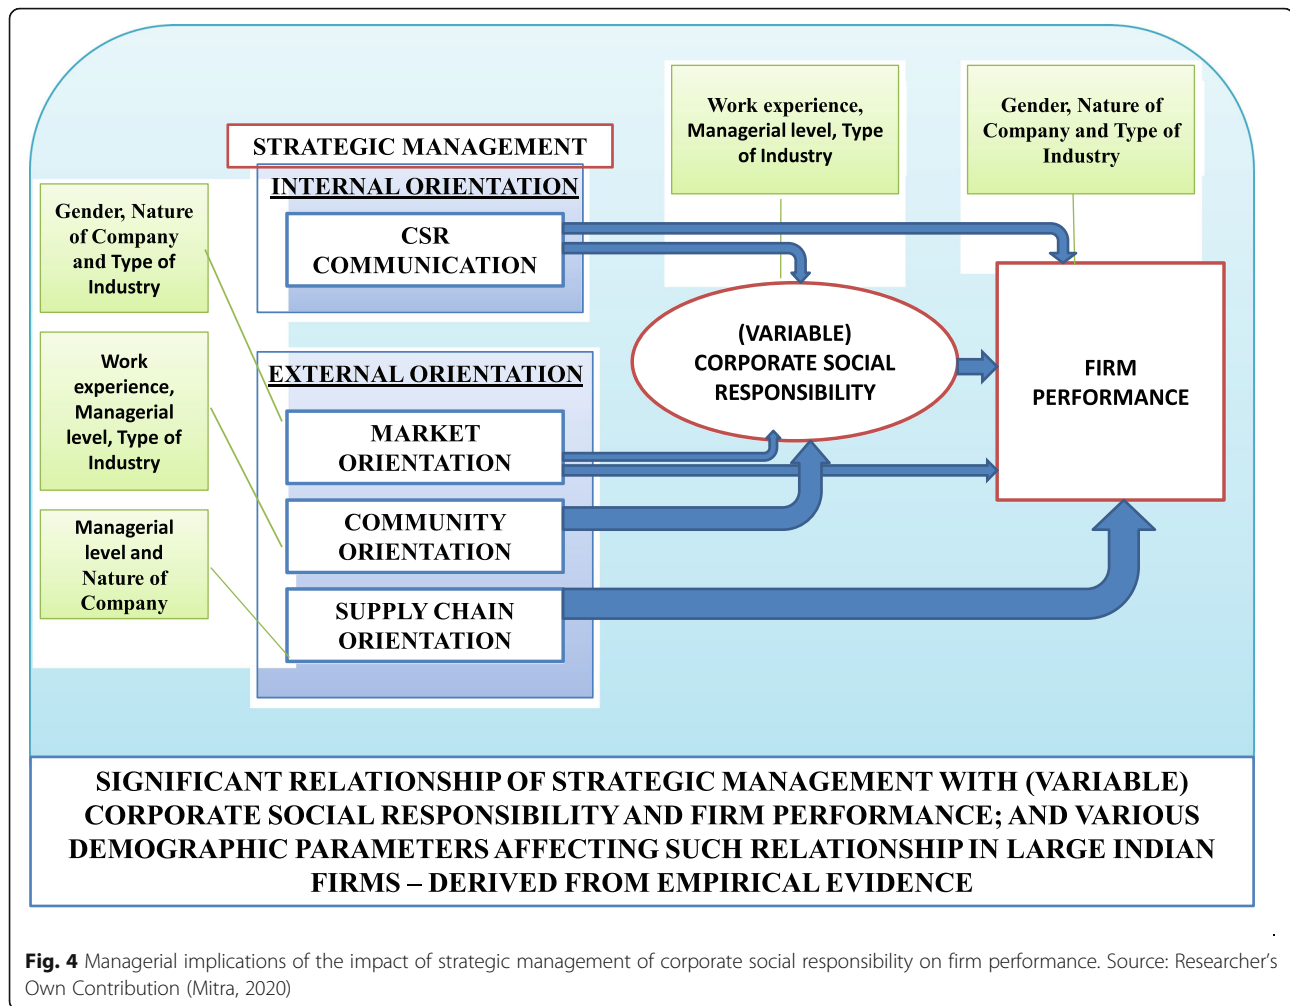 Work experience,
Managerial level, Type
of Industry
Gender, Nature of
Company and Type of
Industry
STRATEGIC MANAGEMENT
INTERNAL ORIENTATION
Gender, Nature
of Company
and Type of
Industry
CSR
COMMUNICATION
(VARIABLE)
CORPORATE SOCIAL
RESPONSIBILITY
FIRM
PERFORMANCE
Work
experience,
Managerial
level, Type of
Industry
EXTERNAL ORIENTATION
MARKET
ORIENTATION
COMMUNITY
ORIENTATION
Managerial
level and
Nature of
Company
SUPPLY CHAIN
ORIENTATION
SIGNIFICANT RELATIONSHIP OF STRATEGIC MANAGEMENT WITH (VARIABLE)
CORPORATE SOCIAL RESPONSIBILITY AND FIRM PERFORMANCE; AND VARIOUS
DEMOGRAPHIC PARAMETERS AFFECTING SUCH RELATIONSHIP IN LARGE INDIAN
FIRMS – DERIVED FROM EMPIRICAL EVIDENCE
.
Fig. 4 Managerial implications of the impact of strategic management of corporate social responsibility on firm performance. Source: Researcher's
Own Contribution (Mitra, 2020)